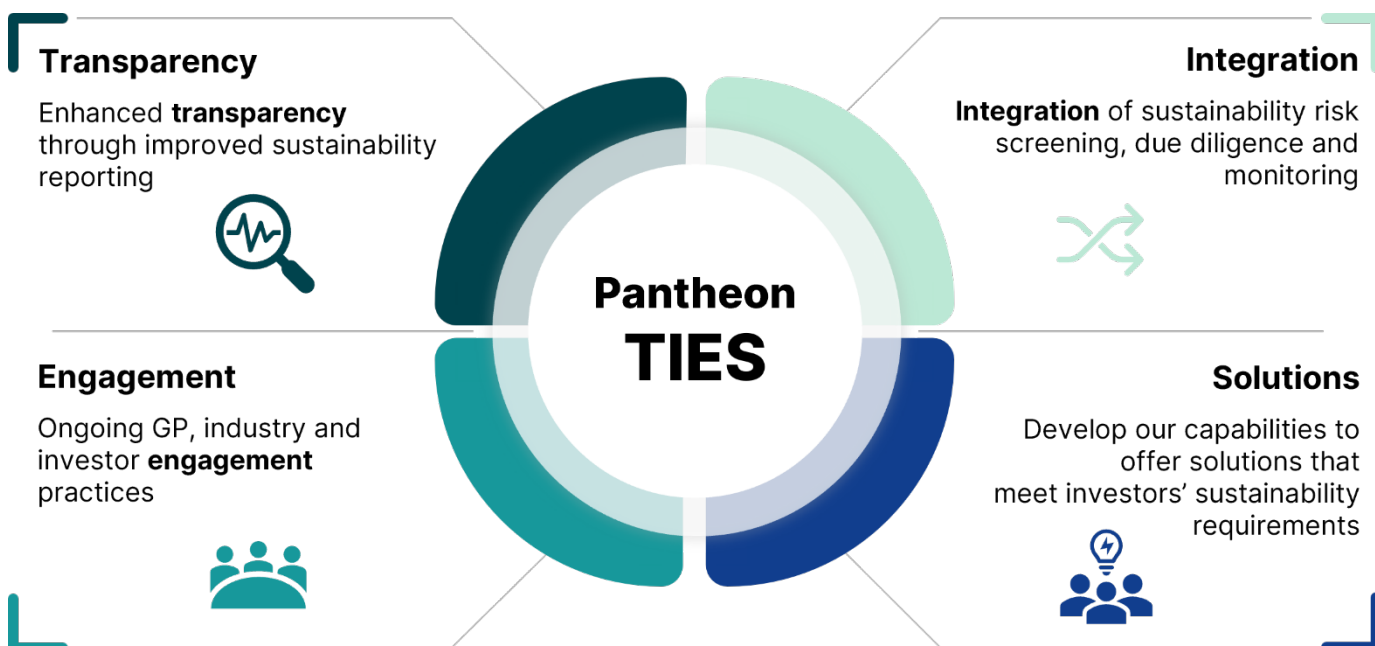 Transparency
Enhanced transparency
through improved sustainability
reporting
Integration
Integration of sustainability risk
screening, due diligence and
monitoring
Pantheon
TIES
Engagement
Ongoing GP, industry and
investor engagement
practices
Solutions
Develop our capabilities to
offer solutions that
meet investors’ sustainability
requirements